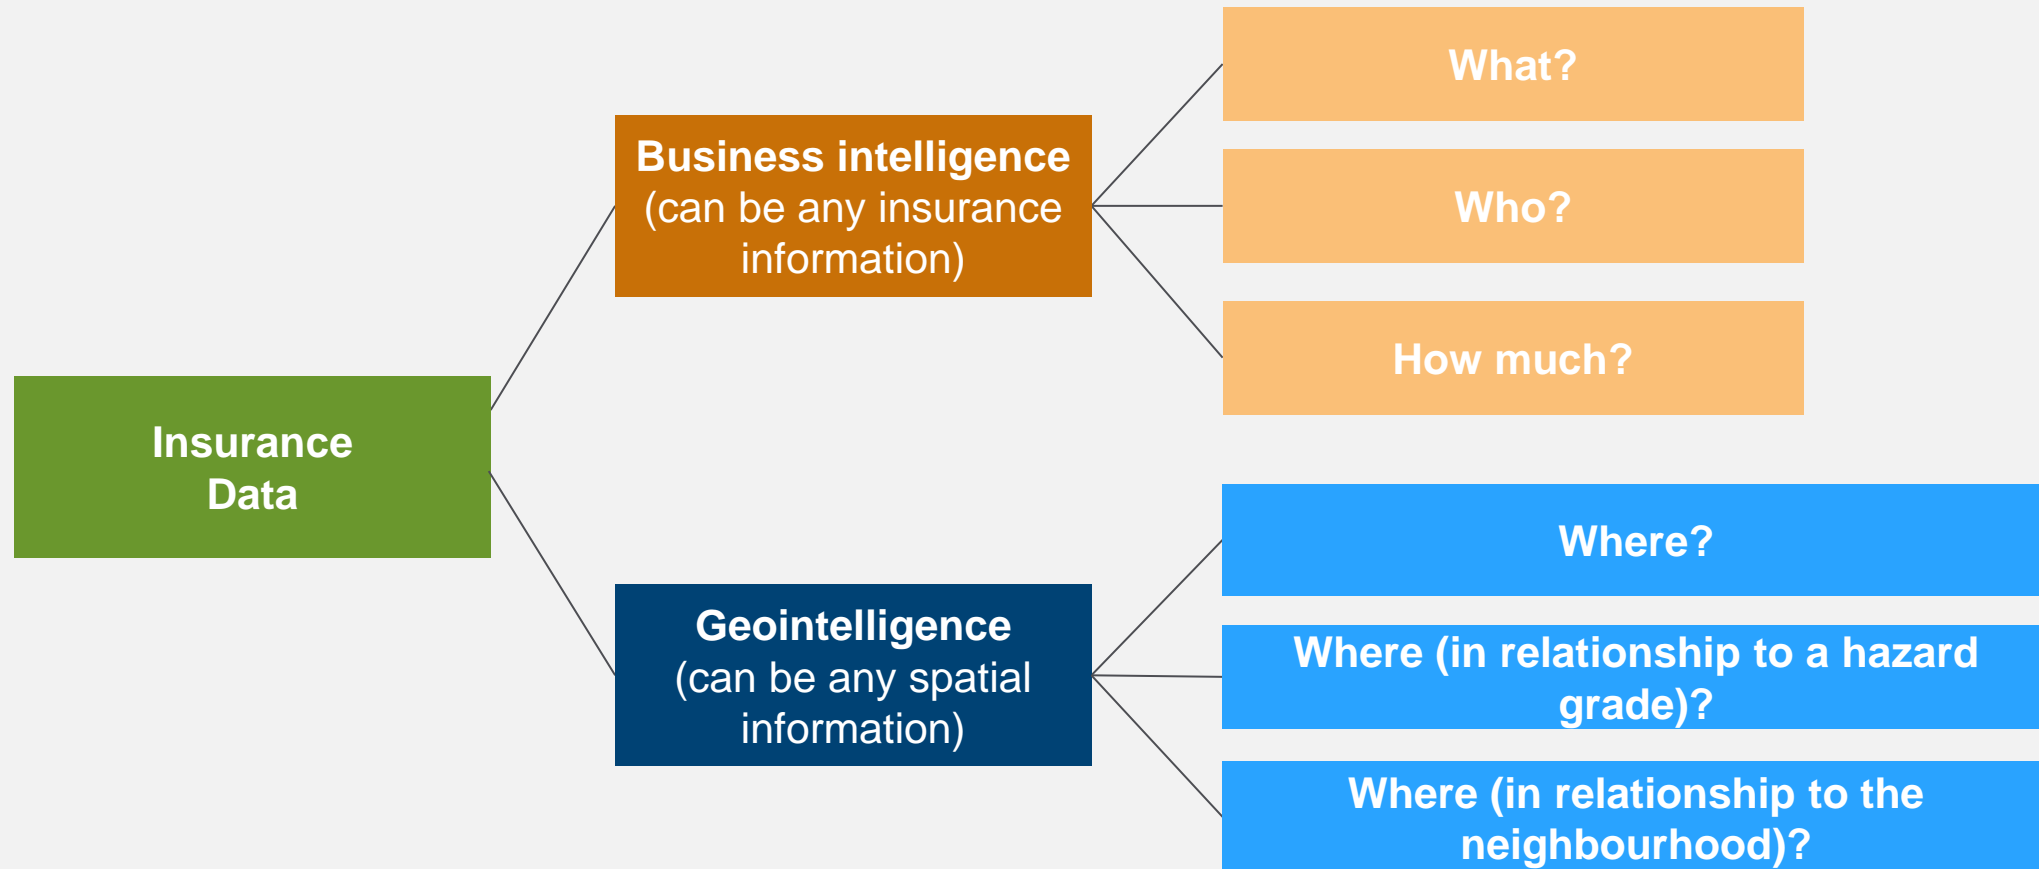 What?
Business intelligence
(can be any insurance
information)
Who?
How much?
Insurance
Data
Where?
Geointelligence
(can be any spatial
information)
Where (in relationship to a hazard
grade)?
Where (in relationship to the
neighbourhood)?